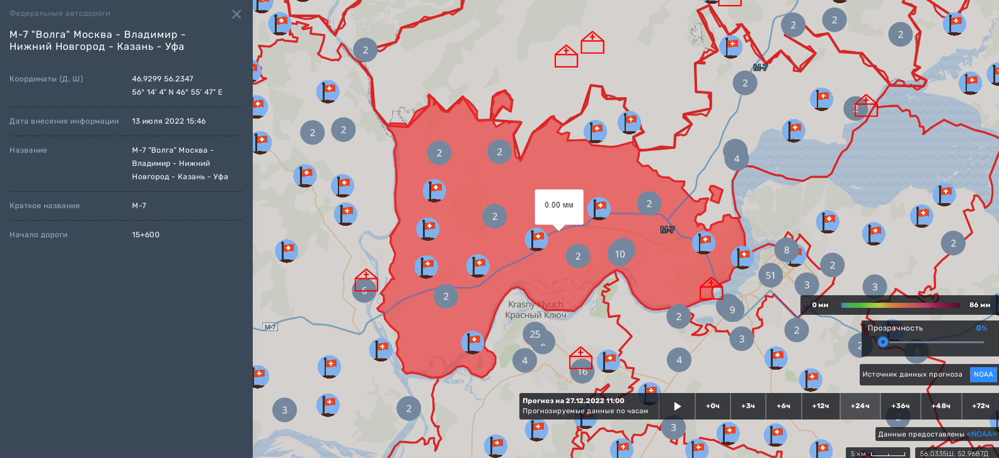 Федеральные автодороги
М-7 "Волга" Москва - Владимир -
Нижний Новгород - Казань - Уфа
Координаты (Д, Ш)
46.9299 56.2347
56° 14' 4" N 46° 55' 47" E
Дата внесения информации
13 июля 2022 15:46
Название
М-7 "Волга" Москва -
Владимир - Нижний
Новгород - Казань - Уфа
Краткое название
М-7
Начало дороги
15+600
2
2
2
2
М-7
2
2
2
2
2
2
4
0.00 мм
2
2
М-7
2
2
10
8
2
51
3
3
6
2
Krasny Klyuch
Красный Ключ
2
9
0 мм
86 мм
М-7
25
2
3
2
Прозрачность
0%
2
3
4
16
4
Источник данных прогноза
NOAA
3
2
Прогноз на 27.12.2022 11:00
Прогнозируемые данные по часам
+0ч
+3ч
+6ч
+12ч
+24ч
+36ч
+48ч
+72ч
2
3
Данные предоставлены «NOAA»
5 км
56.0335Ш, 52.9687Д